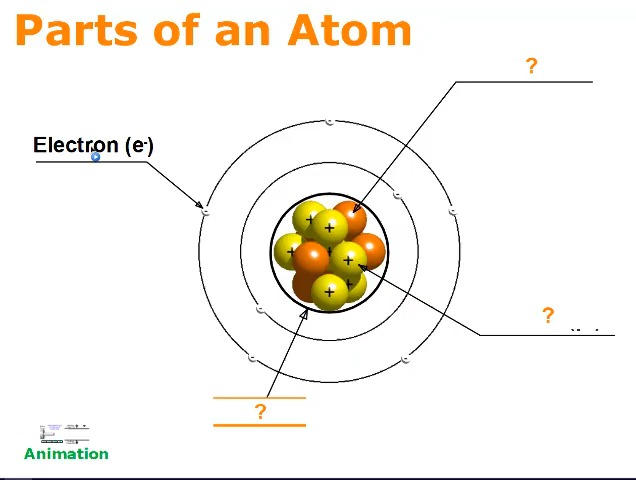 Parts of an Atom
?
Electron (e-)
?
?
Animation